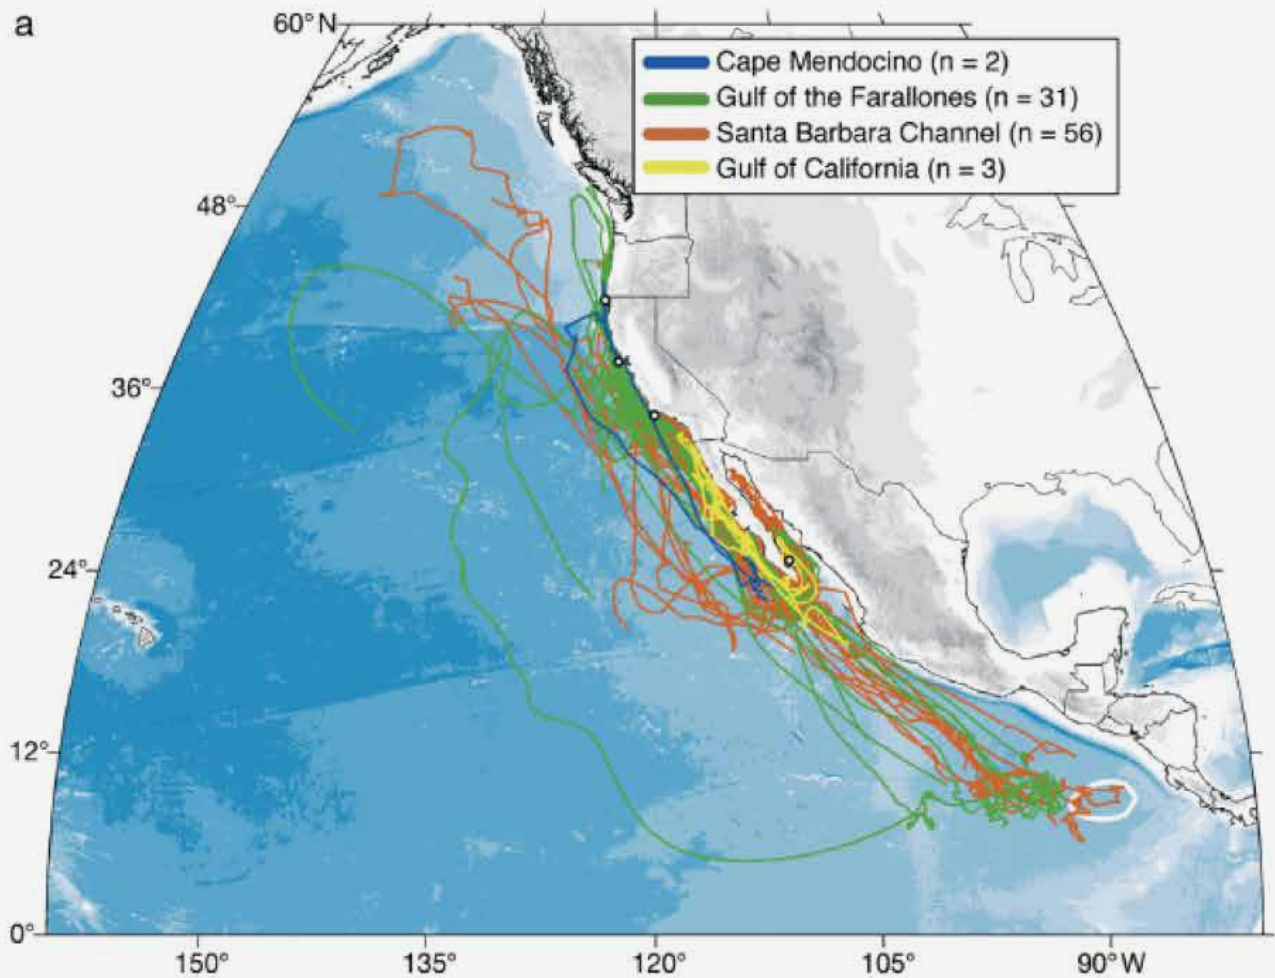 a
60° N
Cape Mendocino (n = 2)
Gulf of the Farallones (n = 31)
Santa Barbara Channel (n = 56)
Gulf of California (n = 3)
48°
36°
24°
12°
0°
150° 135° 120° 105° 90° W